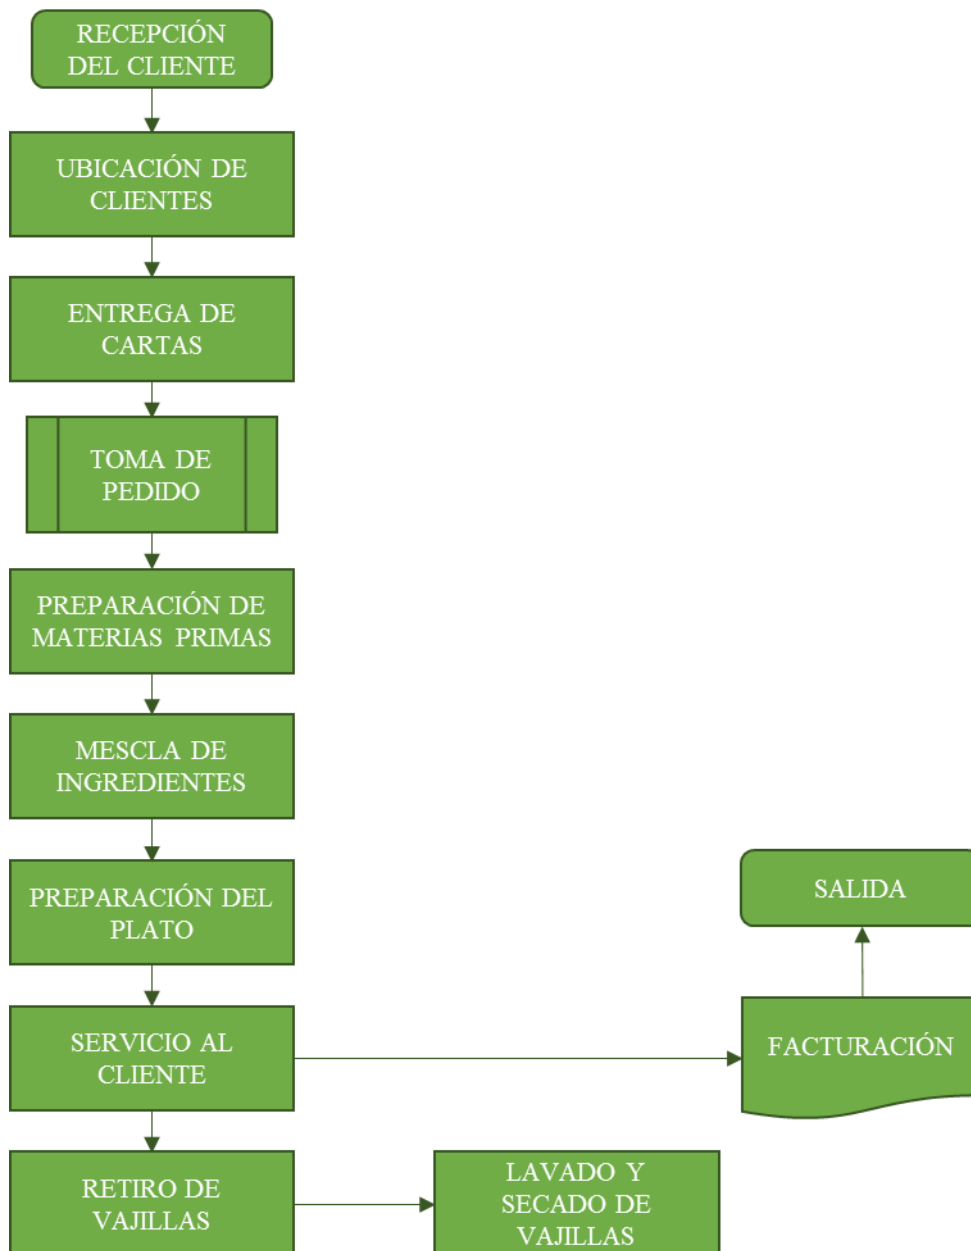 RECEPCIÓN
DEL CLIENTE
UBICACIÓN DE
CLIENTES
ENTREGA DE
CARTAS
TOMA DE
PEDIDO
PREPARACIÓN DE
MATERIAS PRIMAS
MESCLA DE
INGREDIENTES
PREPARACIÓN DEL
PLATO
SERVICIO AL
CLIENTE
SALIDA
FACTURACIÓN
RETIRO DE
VAJILLAS
LAVADO Y
SECADO DE
VAJILLAS